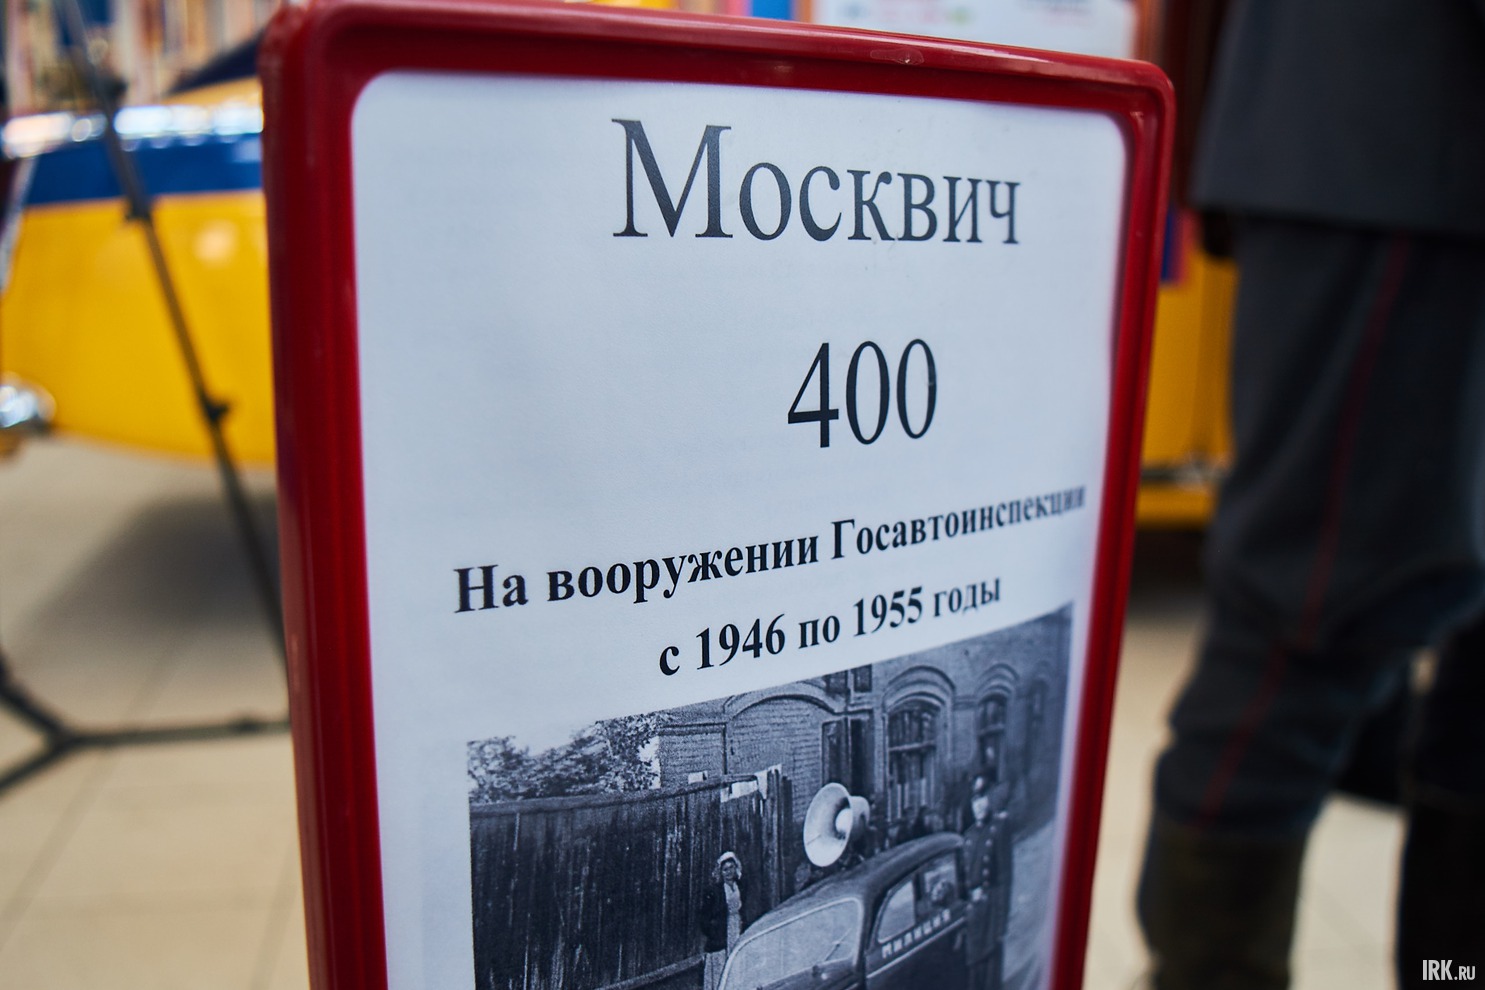 Москвич
400
На вооружении Госавтоинспекции
с 1946 по 1955 годы
МИЛИЦИЯ
IRK.RU